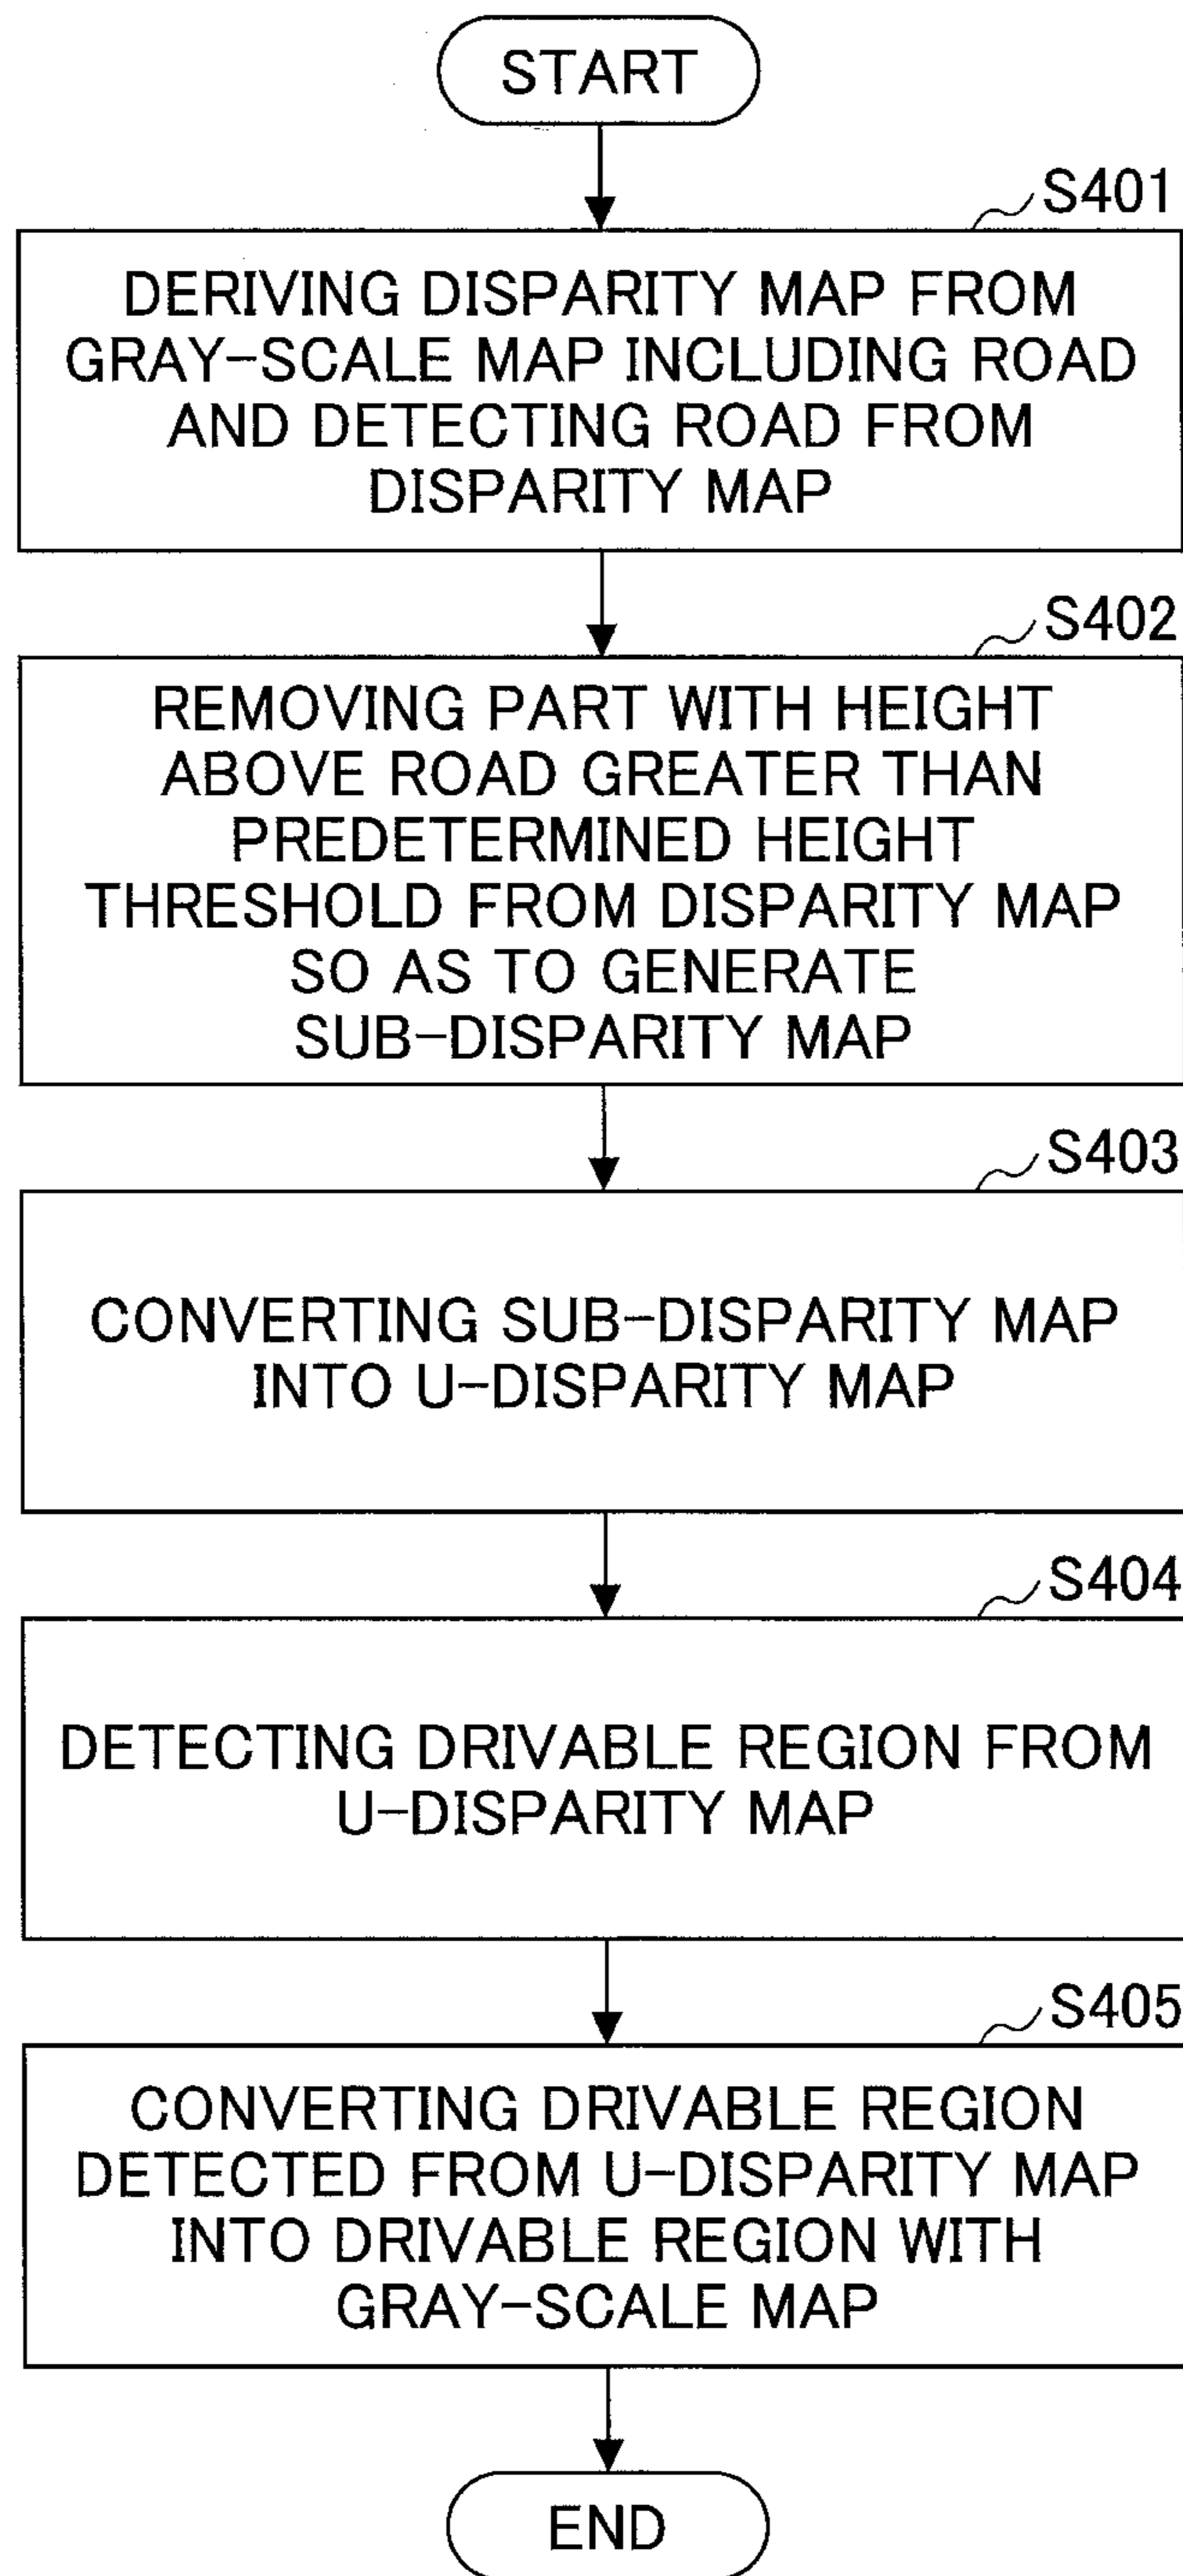 START
S401
DERIVING DISPARITY MAP FROM
GRAY-SCALE MAP INCLUDING ROAD
AND DETECTING ROAD FROM
DISPARITY MAP
S402
REMOVING PART WITH HEIGHT
ABOVE ROAD GREATER THAN
PREDETERMINED HEIGHT
THRESHOLD FROM DISPARITY MAP
SO AS TO GENERATE
SUB-DISPARITY MAP
S403
CONVERTING SUB-DISPARITY MAP
INTO U-DISPARITY MAP
S404
DETECTING DRIVABLE REGION FROM
U-DISPARITY MAP
S405
CONVERTING DRIVABLE REGION
DETECTED FROM U-DISPARITY MAP
INTO DRIVABLE REGION WITH
GRAY-SCALE MAP
END